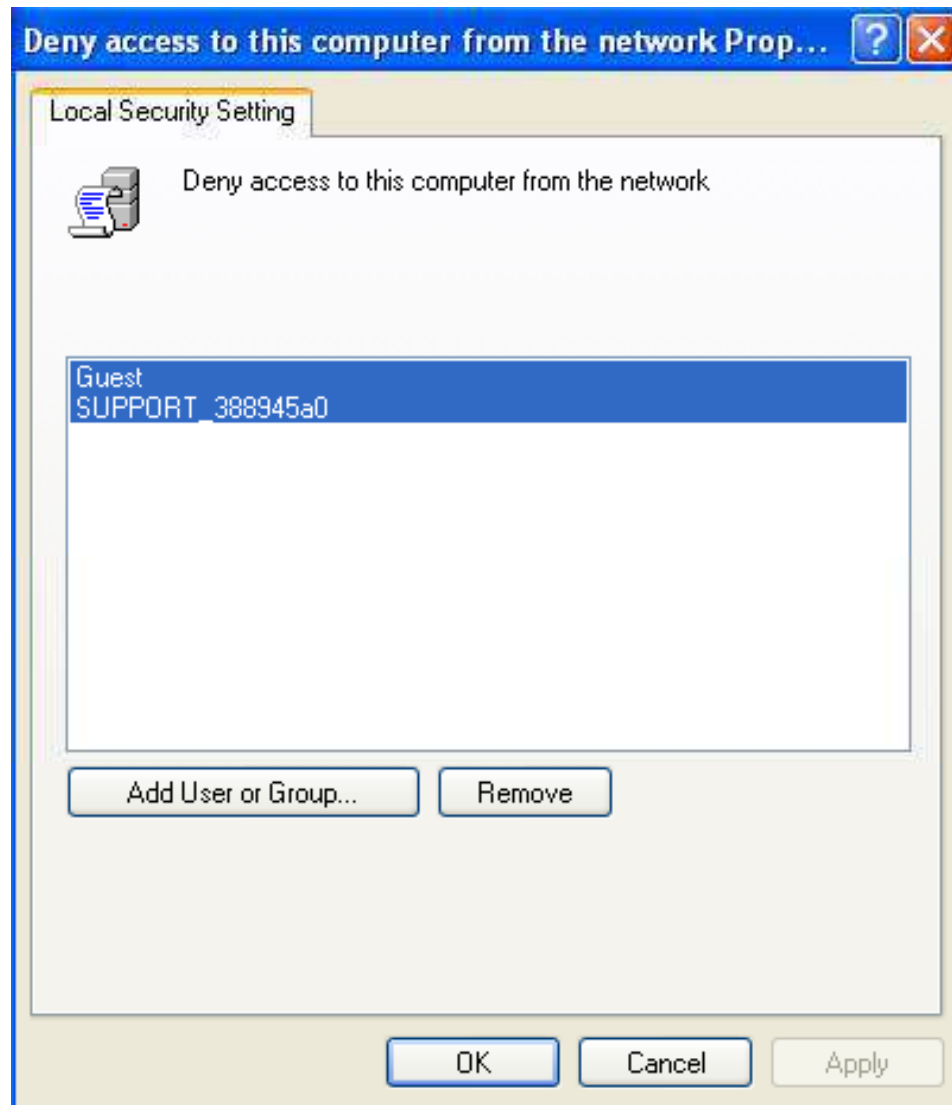 Deny access to this computer from the network Prop...
Local Security Setting
Deny access to this computer from the network
Guest
SUPPORT_388945a0
Add User or Group...
Remove
OK
Cancel
Apply